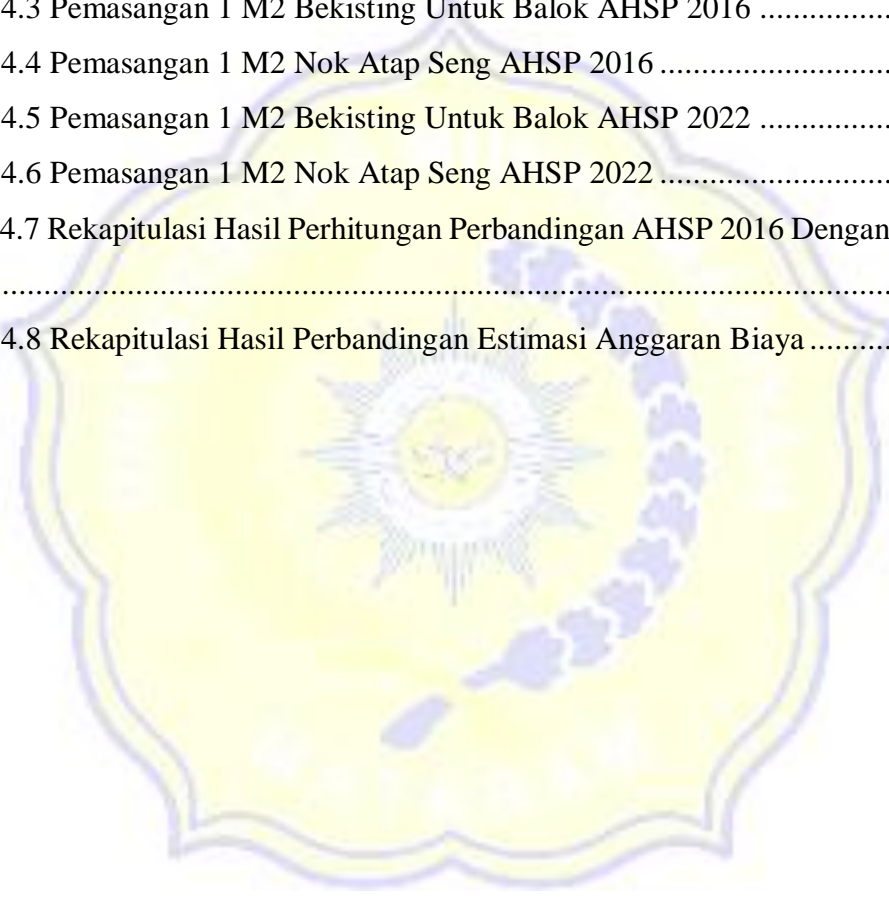 4.3 Pemasangan 1 M2 Bekisting Untuk Balok AHSP 2016 ................
4.4 Pemasangan 1 M2 Nok Atap Seng AHSP 2016 ............................
4.5 Pemasangan 1 M2 Bekisting Untuk Balok AHSP 2022 ................
4.6 Pemasangan 1 M2 Nok Atap Seng AHSP 2022 ............................
4.7 Rekapitulasi Hasil Perhitungan Perbandingan AHSP 2016 Dengan
................................................................................................................
4.8 Rekapitulasi Hasil Perbandingan Estimasi Anggaran Biaya ..........